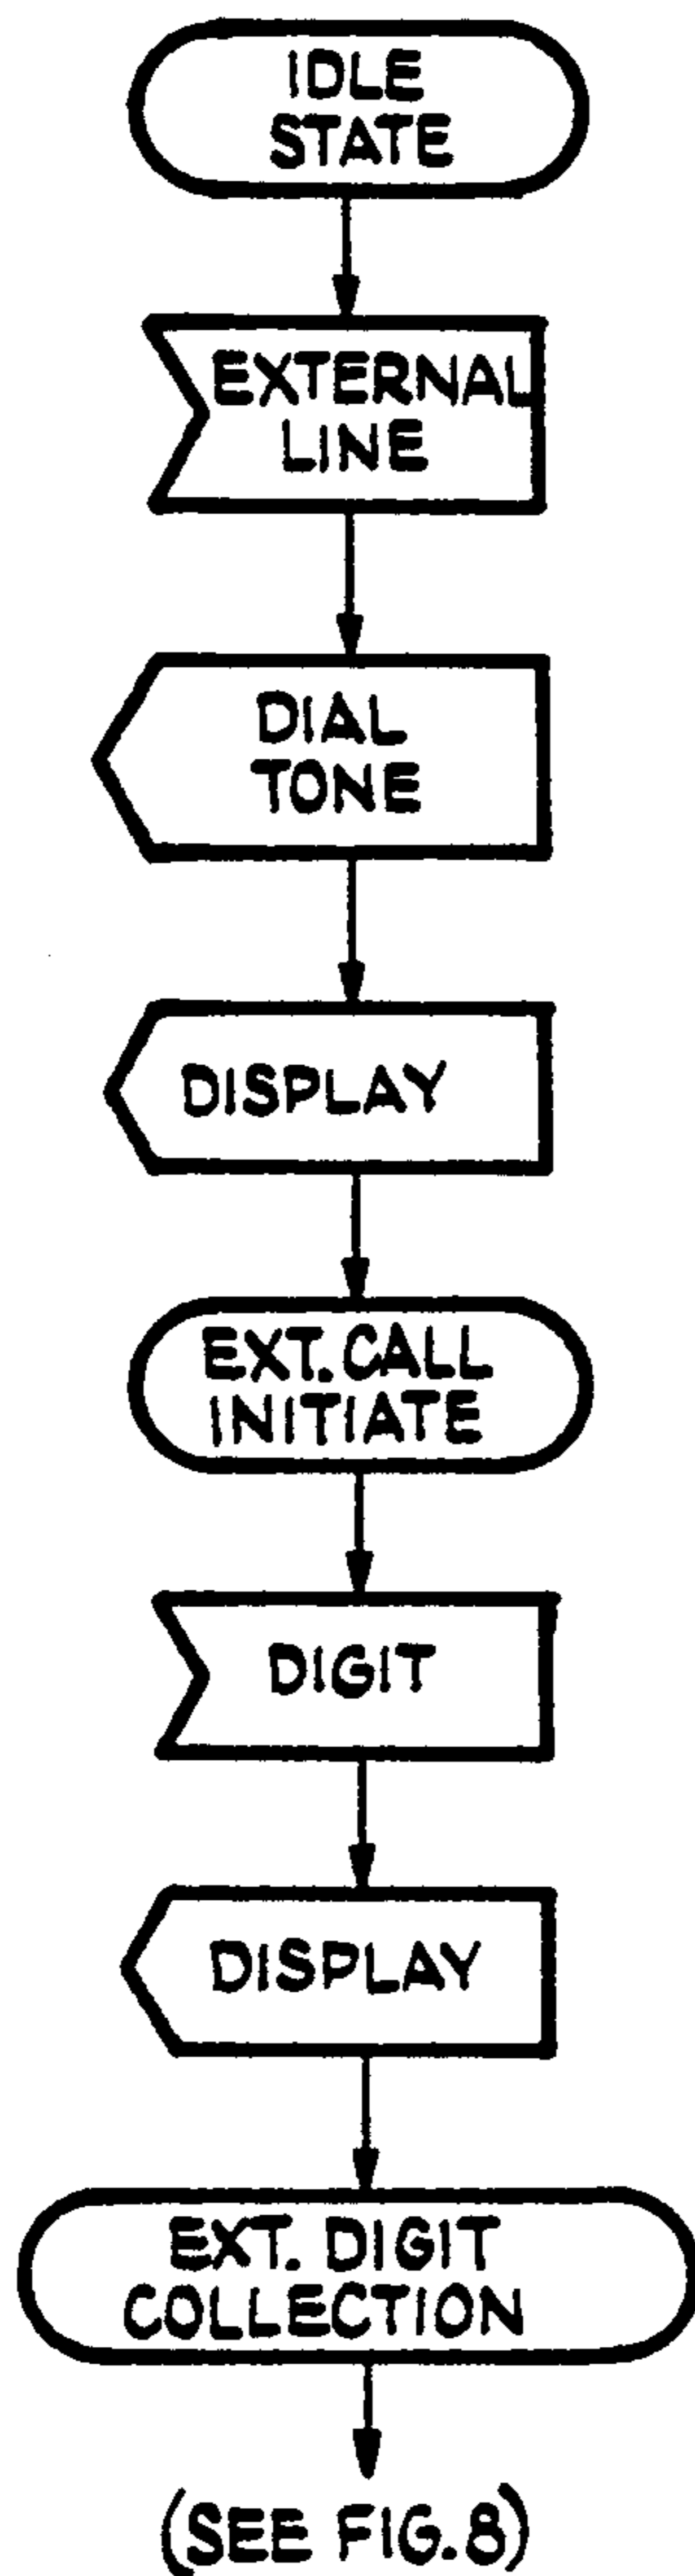 IDLE
STATE
EXTERNAL
LINE
DIAL
TONE
DISPLAY
EXT. CALL
INITIATE
DIGIT
DISPLAY
EXT. DIGIT
COLLECTION
(SEE FIG. 8)